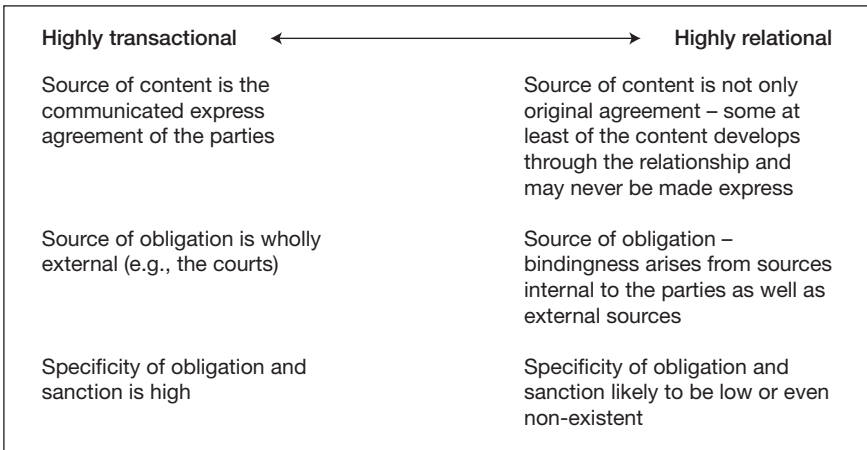 Highly transactional Highly relational
Source of content is the
communicated express
agreement of the parties
Source of content is not only
original agreement – some at
least of the content develops
through the relationship and
may never be made express
Source of obligation is wholly
external (e.g., the courts)
Source of obligation –
bindingness arises from sources
internal to the parties as well as
external sources
Specificity of obligation and
sanction is high
Specificity of obligation and
sanction likely to be low or even
non-existent